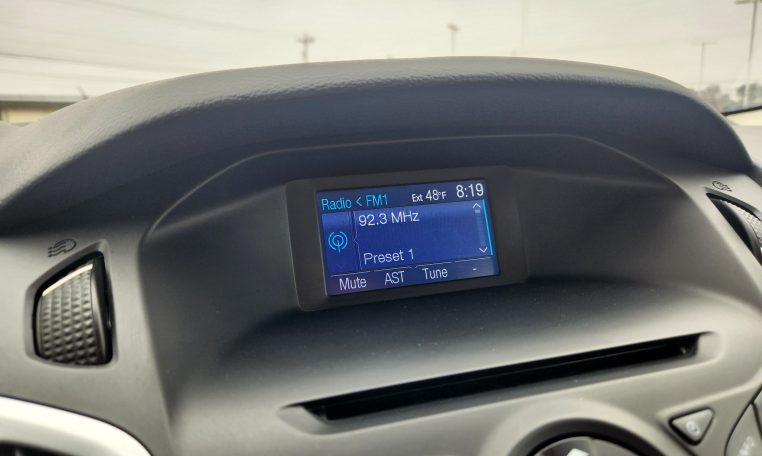 Radio < FM1 Ext 48°F 8:19
92.3 MHz
Preset 1
Mute AST Tune -